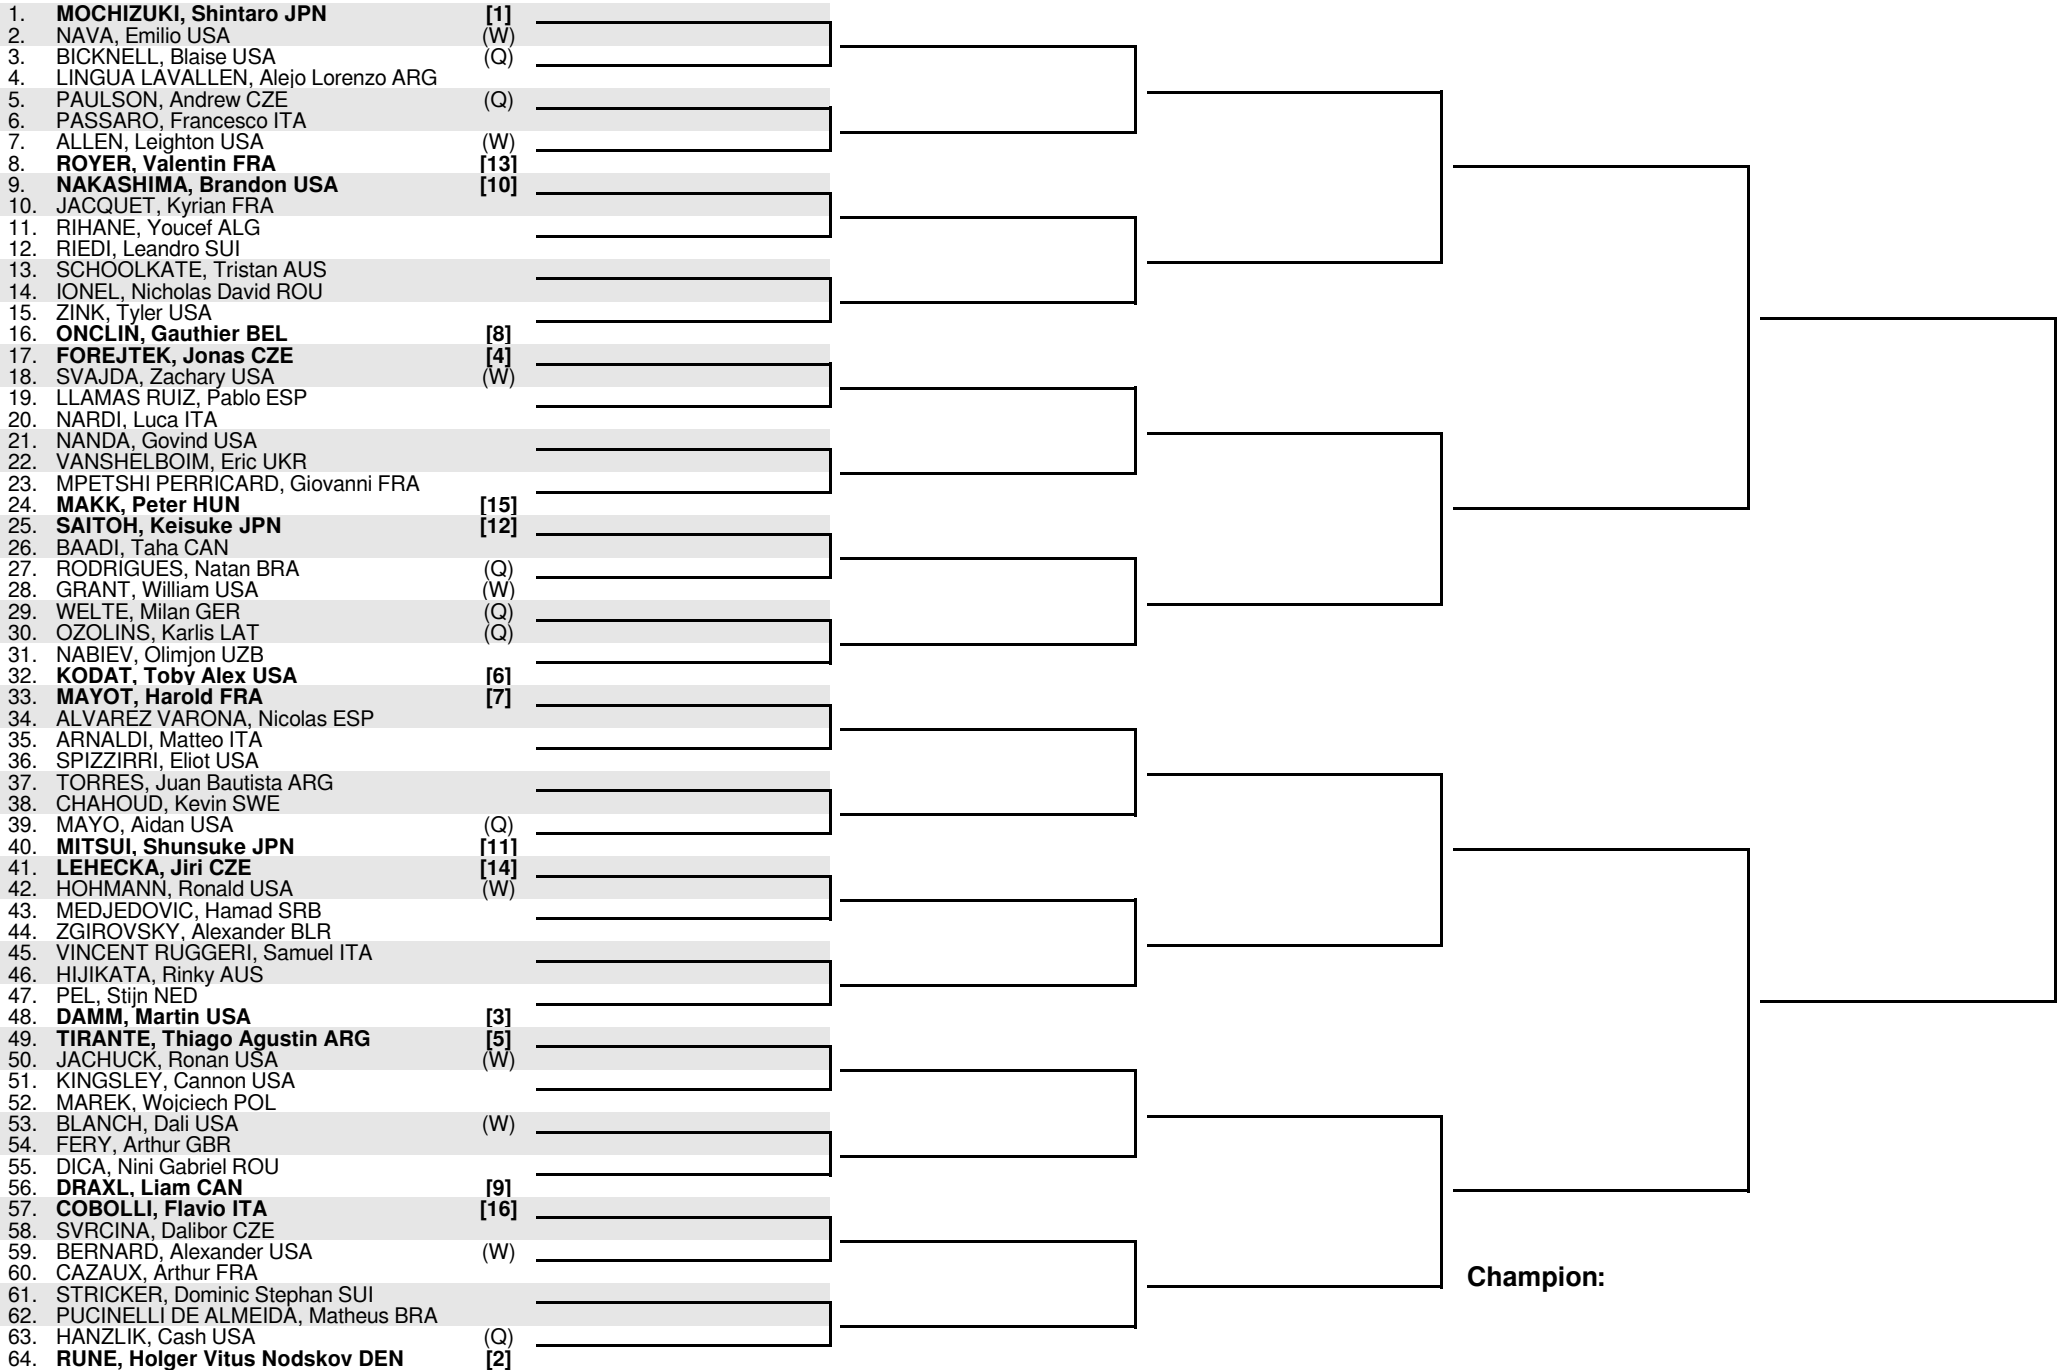 1. MOCHIZUKI, Shintaro JPN [1]
2. NAVA, Emilio USA (W)
3. BICKNELL, Blaise USA (Q)
4. LINGUA LAVALLEN, Alejo Lorenzo ARG
5. PAULSON, Andrew CZE (Q)
6. PASSARO, Francesco ITA
7. ALLEN, Leighton USA (W)
8. ROYER, Valentin FRA [13]
9. NAKASHIMA, Brandon USA [10]
10. JACQUET, Kyrian FRA
11. RIHANE, Youcef ALG
12. RIEDI, Leandro SUI
13. SCHOOLKATE, Tristan AUS
14. IONEL, Nicholas David ROU
15. ZINK, Tyler USA
16. ONCLIN, Gauthier BEL [8]
17. FOREJTEK, Jonas CZE [4]
18. SVAJDA, Zachary USA (W)
19. LLAMAS RUIZ, Pablo ESP
20. NARDI, Luca ITA
21. NANDA, Govind USA
22. VANSHELBOIM, Eric UKR
23. MPETSHI PERRICARD, Giovanni FRA
24. MAKK, Peter HUN [15]
25. SAITOH, Keisuke JPN [12]
26. BAADI, Taha CAN
27. RODRIGUES, Natan BRA (Q)
28. GRANT, William USA (W)
29. WELTE, Milan GER (Q)
30. OZOLINS, Karlis LAT (Q)
31. NABIEV, Olimjon UZB
32. KODAT, Toby Alex USA [6]
33. MAYOT, Harold FRA [7]
34. ALVAREZ VARONA, Nicolas ESP
35. ARNALDI, Matteo ITA
36. SPIZZIRRI, Eliot USA
37. TORRES, Juan Bautista ARG
38. CHAHOUD, Kevin SWE
39. MAYO, Aidan USA (Q)
40. MITSUI, Shunsuke JPN [11]
41. LEHECKA, Jiri CZE [14]
42. HOHMANN, Ronald USA (W)
43. MEDJEDOVIC, Hamad SRB
44. ZGIROVSKY, Alexander BLR
45. VINCENT RUGGERI, Samuel ITA
46. HIJIKATA, Rinky AUS
47. PEL, Stijn NED
48. DAMM, Martin USA [3]
49. TIRANTE, Thiago Agustin ARG [5]
50. JACHUCK, Ronan USA (W)
51. KINGSLEY, Cannon USA
52. MAREK, Wojciech POL
53. BLANCH, Dali USA (W)
54. FERY, Arthur GBR
55. DICA, Nini Gabriel ROU
56. DRAXL, Liam CAN [9]
57. COBOLLI, Flavio ITA [16]
58. SVRCINA, Dalibor CZE
59. BERNARD, Alexander USA (W)
60. CAZAUX, Arthur FRA
61. STRICKER, Dominic Stephan SUI
62. PUCINELLI DE ALMEIDA, Matheus BRA
63. HANZLIK, Cash USA (Q)
64. RUNE, Holger Vitus Nodskov DEN [2]
Champion: